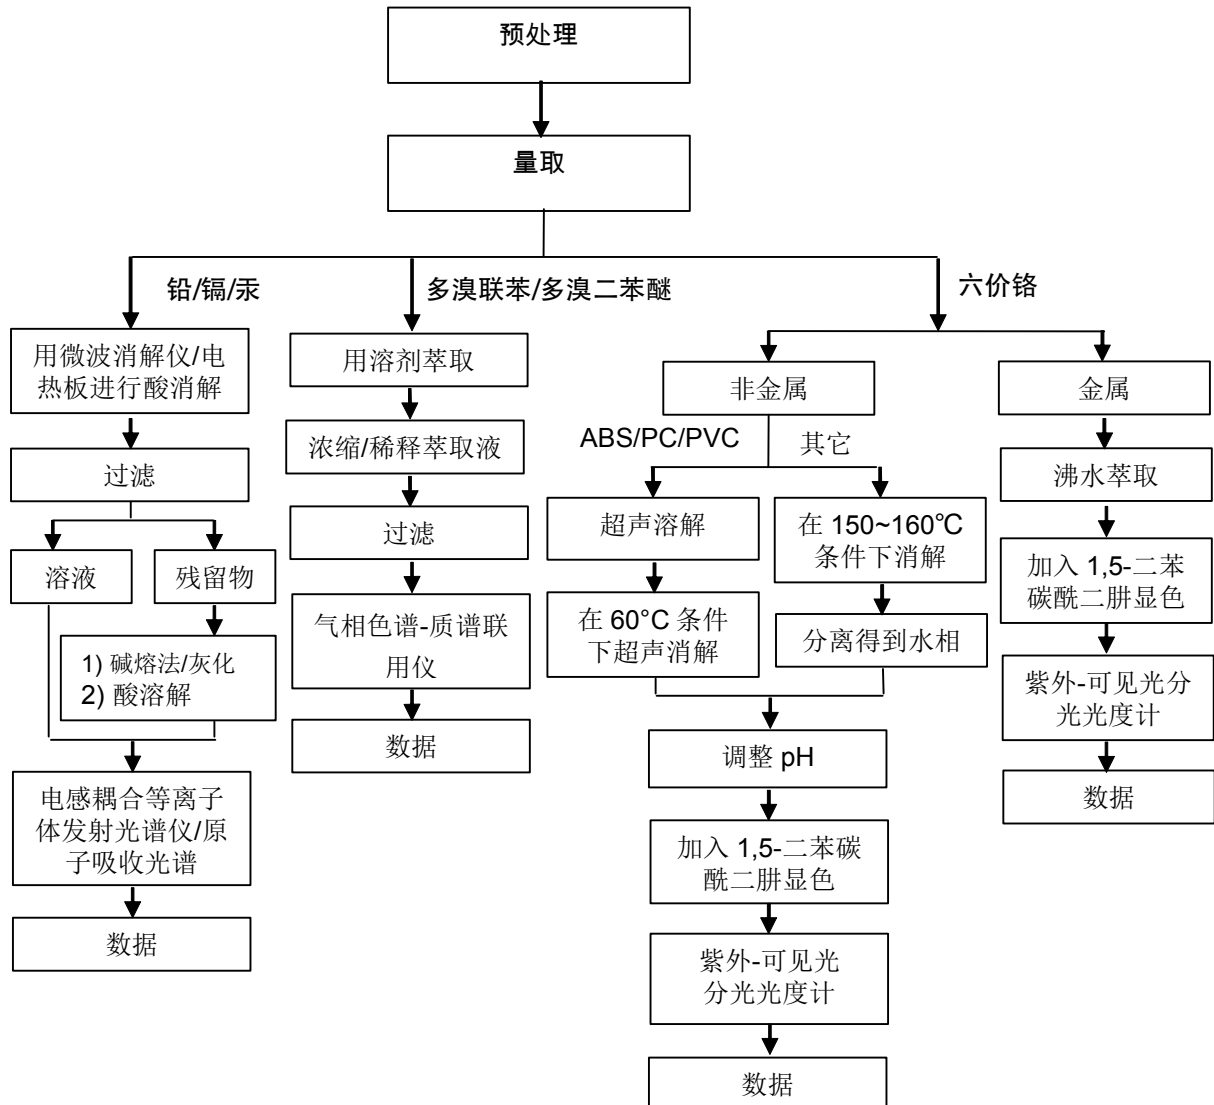 预处理
量取
铅/镉/汞
多溴联苯/多溴二苯醚
六价铬
用微波消解仪/电
热板进行酸消解
过滤
溶液
残留物
1) 碱熔法/灰化
2) 酸溶解
电感耦合等离子
体发射光谱仪/原
子吸收光谱
数据
用溶剂萃取
浓缩/稀释萃取液
过滤
气相色谱-质谱联
用仪
数据
非金属
ABS/PC/PVC
其它
超声溶解
在 60°C 条件
下超声消解
在 150~160℃
条件下消解
分离得到水相
调整 pH
加入 1,5-二苯碳
酰二肼显色
紫外-可见光
分光光度计
数据
金属
沸水萃取
加入 1,5-二苯
碳酰二肼显色
紫外-可见光分
光光度计
数据